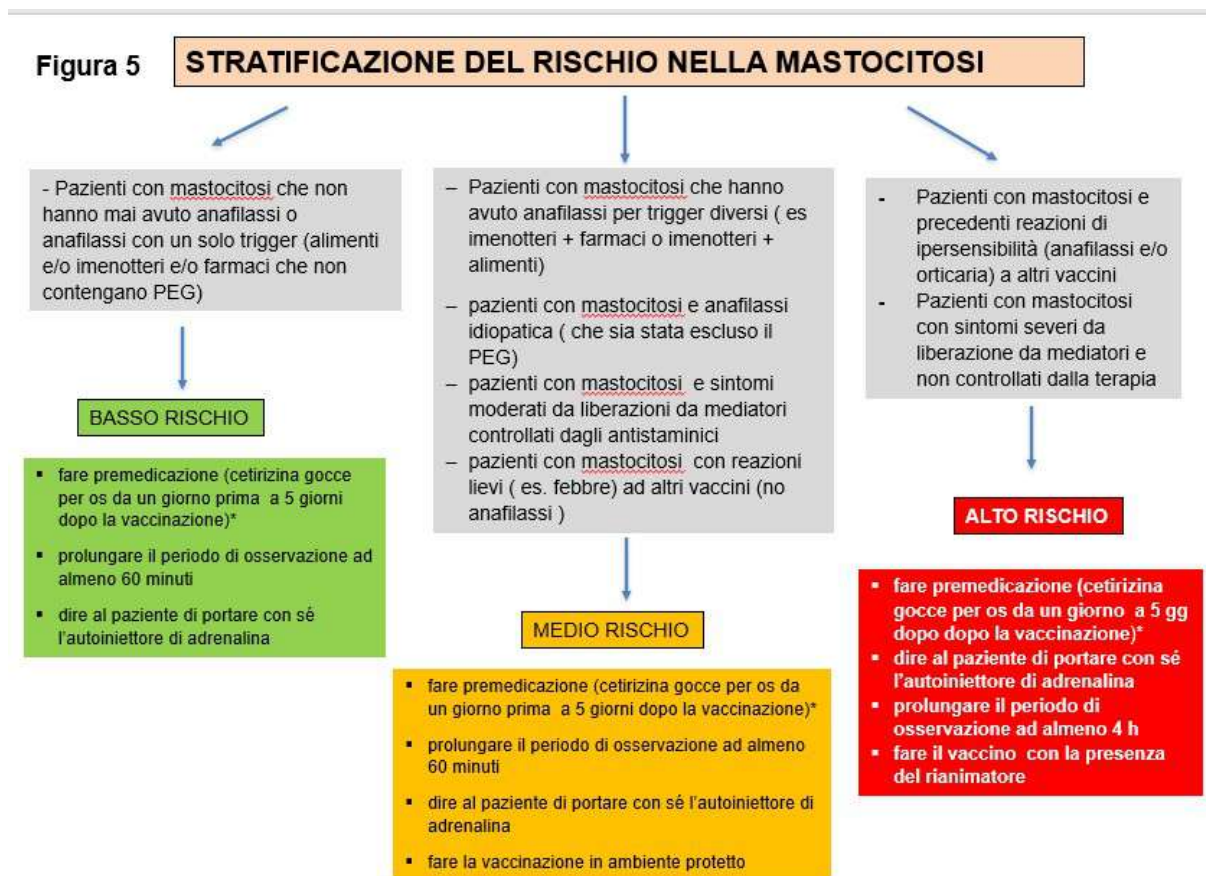 Figura 5
STRATIFICAZIONE DEL RISCHIO NELLA MASTOCITOSI
- Pazienti con mastocitosi che non
hanno mai avuto anafilassi o
anafilassi con un solo trigger (alimenti
e/o imenotteri e/o farmaci che non
contengano PEG)
BASSO RISCHIO
▪ fare premedicazione (cetirizina gocce
per os da un giorno prima a 5 giorni
dopo la vaccinazione)*
▪ prolungare il periodo di osservazione ad
almeno 60 minuti
▪ dire al paziente di portare con sé
l'autoiniettore di adrenalina
– Pazienti con mastocitosi che hanno
avuto anafilassi per trigger diversi ( es
imenotteri + farmaci o imenotteri +
alimenti)
– pazienti con mastocitosi e anafilassi
idiopatica ( che sia stata escluso il
PEG)
– pazienti con mastocitosi e sintomi
moderati da liberazioni da mediatori
controllati dagli antistaminici
– pazienti con mastocitosi con reazioni
lievi ( es. febbre) ad altri vaccini (no
anafilassi )
MEDIO RISCHIO
▪ fare premedicazione (cetirizina gocce per os da
un giorno prima a 5 giorni dopo la vaccinazione)*
▪ prolungare il periodo di osservazione ad almeno
60 minuti
▪ dire al paziente di portare con sé l'autoiniettore di
adrenalina
▪ fare la vaccinazione in ambiente protetto
- Pazienti con mastocitosi e
precedenti reazioni di
ipersensibilità (anafilassi e/o
orticaria) a altri vaccini
- Pazienti con mastocitosi
con sintomi severi da
liberazione da mediatori e
non controllati dalla terapia
ALTO RISCHIO
▪ fare premedicazione (cetirizina
gocce per os da un giorno a 5 gg
dopo dopo la vaccinazione)*
▪ dire al paziente di portare con sé
l'autoiniettore di adrenalina
▪ prolungare il periodo di
osservazione ad almeno 4 h
▪ fare il vaccino con la presenza
del rianimatore